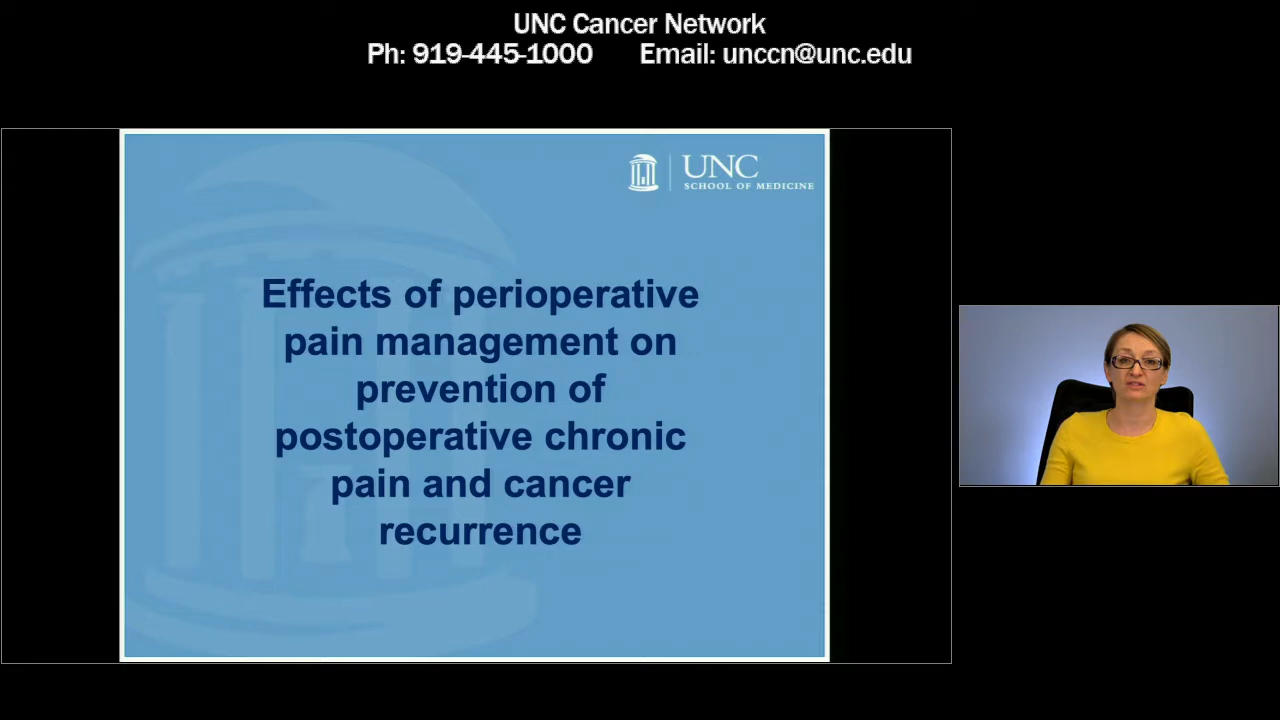 UNC Cancer Network
Ph: 919-445-1000 Email: unccn@unc.edu
UNC
SCHOOL OF MEDICINE
Effects of perioperative
pain management on
prevention of
postoperative chronic
pain and cancer
recurrence